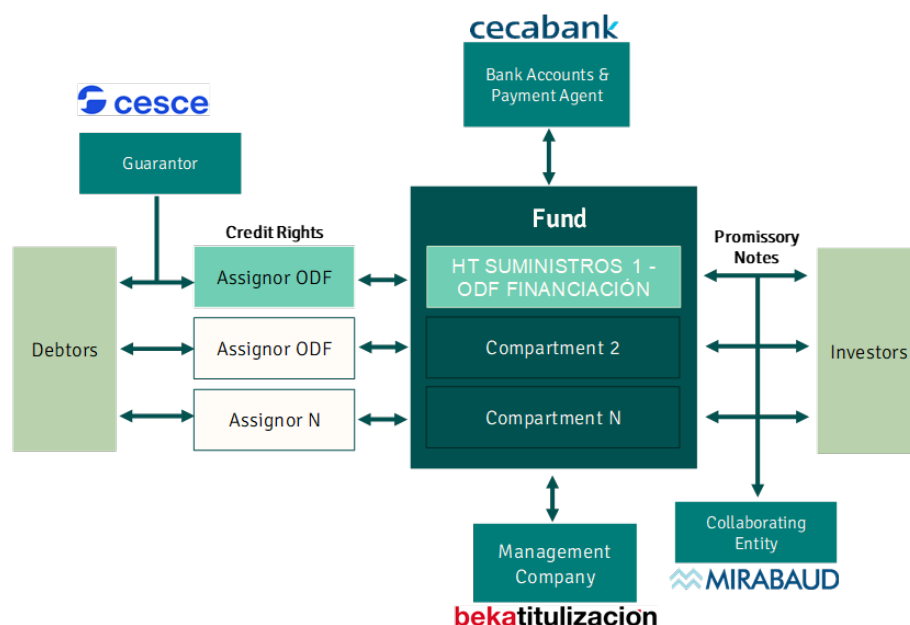 cecabank
Bank Accounts &
Payment Agent
cesce
Guarantor
Fund
Credit Rights
Promissory
Notes
Assignor ODF
HT SUMINISTROS 1 -
ODF FINANCIACIÓN
Debtors
Assignor ODF
Compartment 2
Investors
Assignor N
Compartment N
Management
Company
bekatitulización
Collaborating
Entity
MIRABAUD